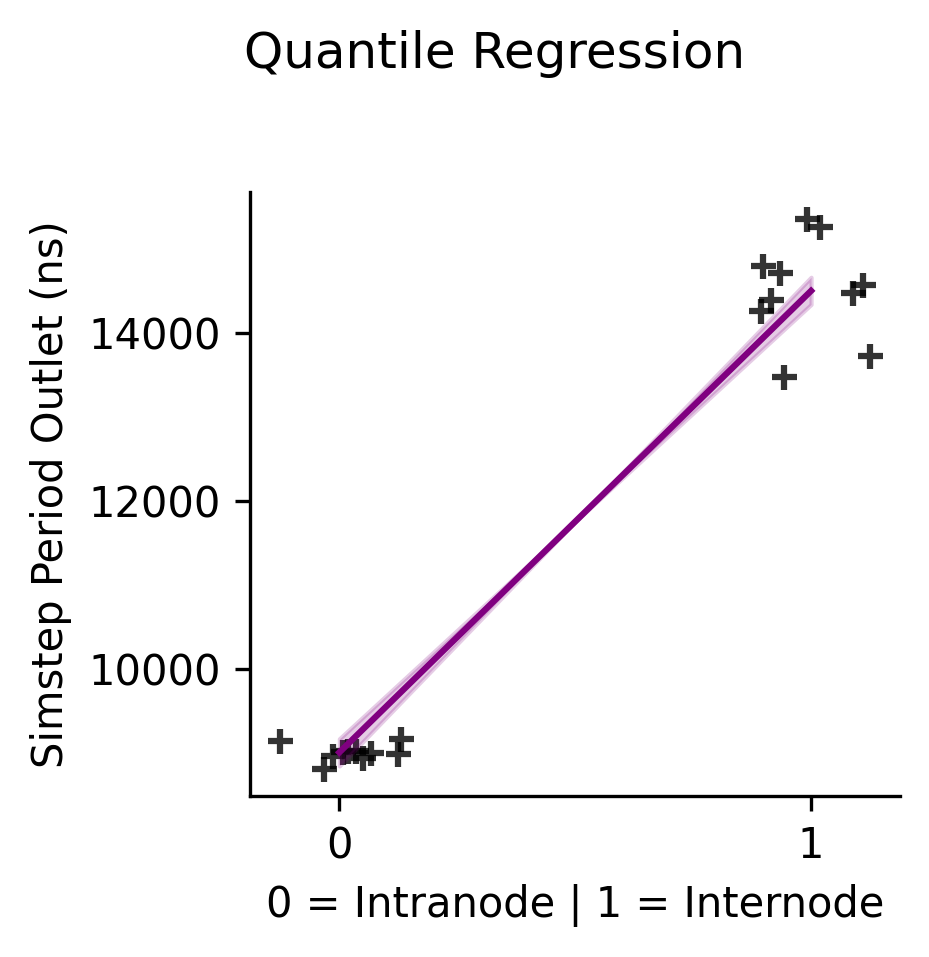 Quantile Regression
Simstep Period Outlet (ns)
14000
12000
10000
0 1
0 = Intranode | 1 = Internode